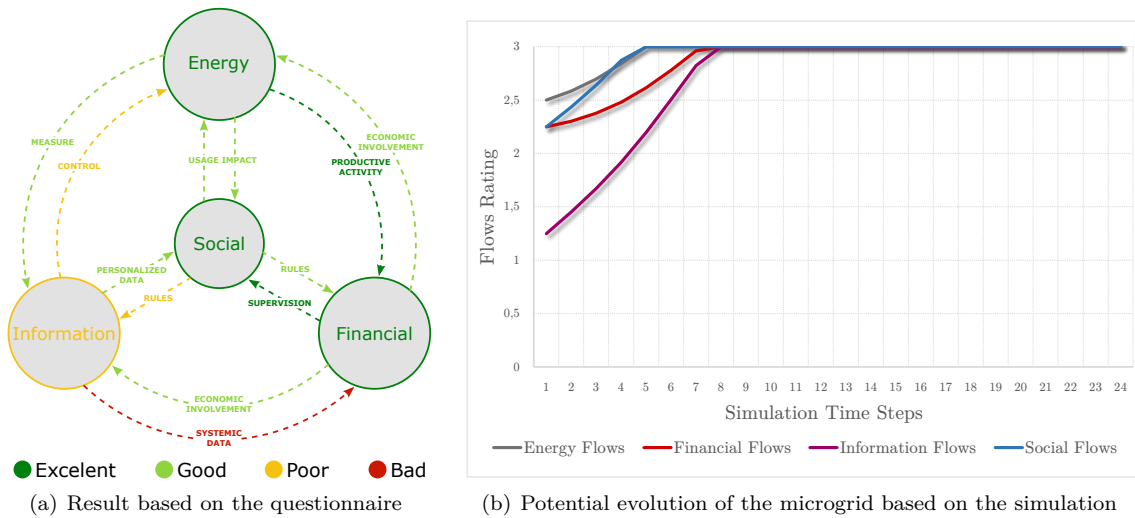 Energy
MEASURE
CONTROL
USAGE IMPACT
ECONOMIC
INVOLVEMENT
PRODUCTIVE
ACTIVITY
Social
PERSONALIZED
DATA
RULES
RULES
SUPERVISION
Information
Financial
ECONOMIC
INVOLVEMENT
SYSTEMIC
DATA
Excelent
Good
Poor
Bad
(a) Result based on the questionnaire
Flows Rating
3
2,5
2
1,5
1
0,5
0
1 2 3 4 5 6 7 8 9 10 11 12 13 14 15 16 17 18 19 20 21 22 23 24
Simulation Time Steps
Energy Flows
Financial Flows
Information Flows
Social Flows
(b) Potential evolution of the microgrid based on the simulation